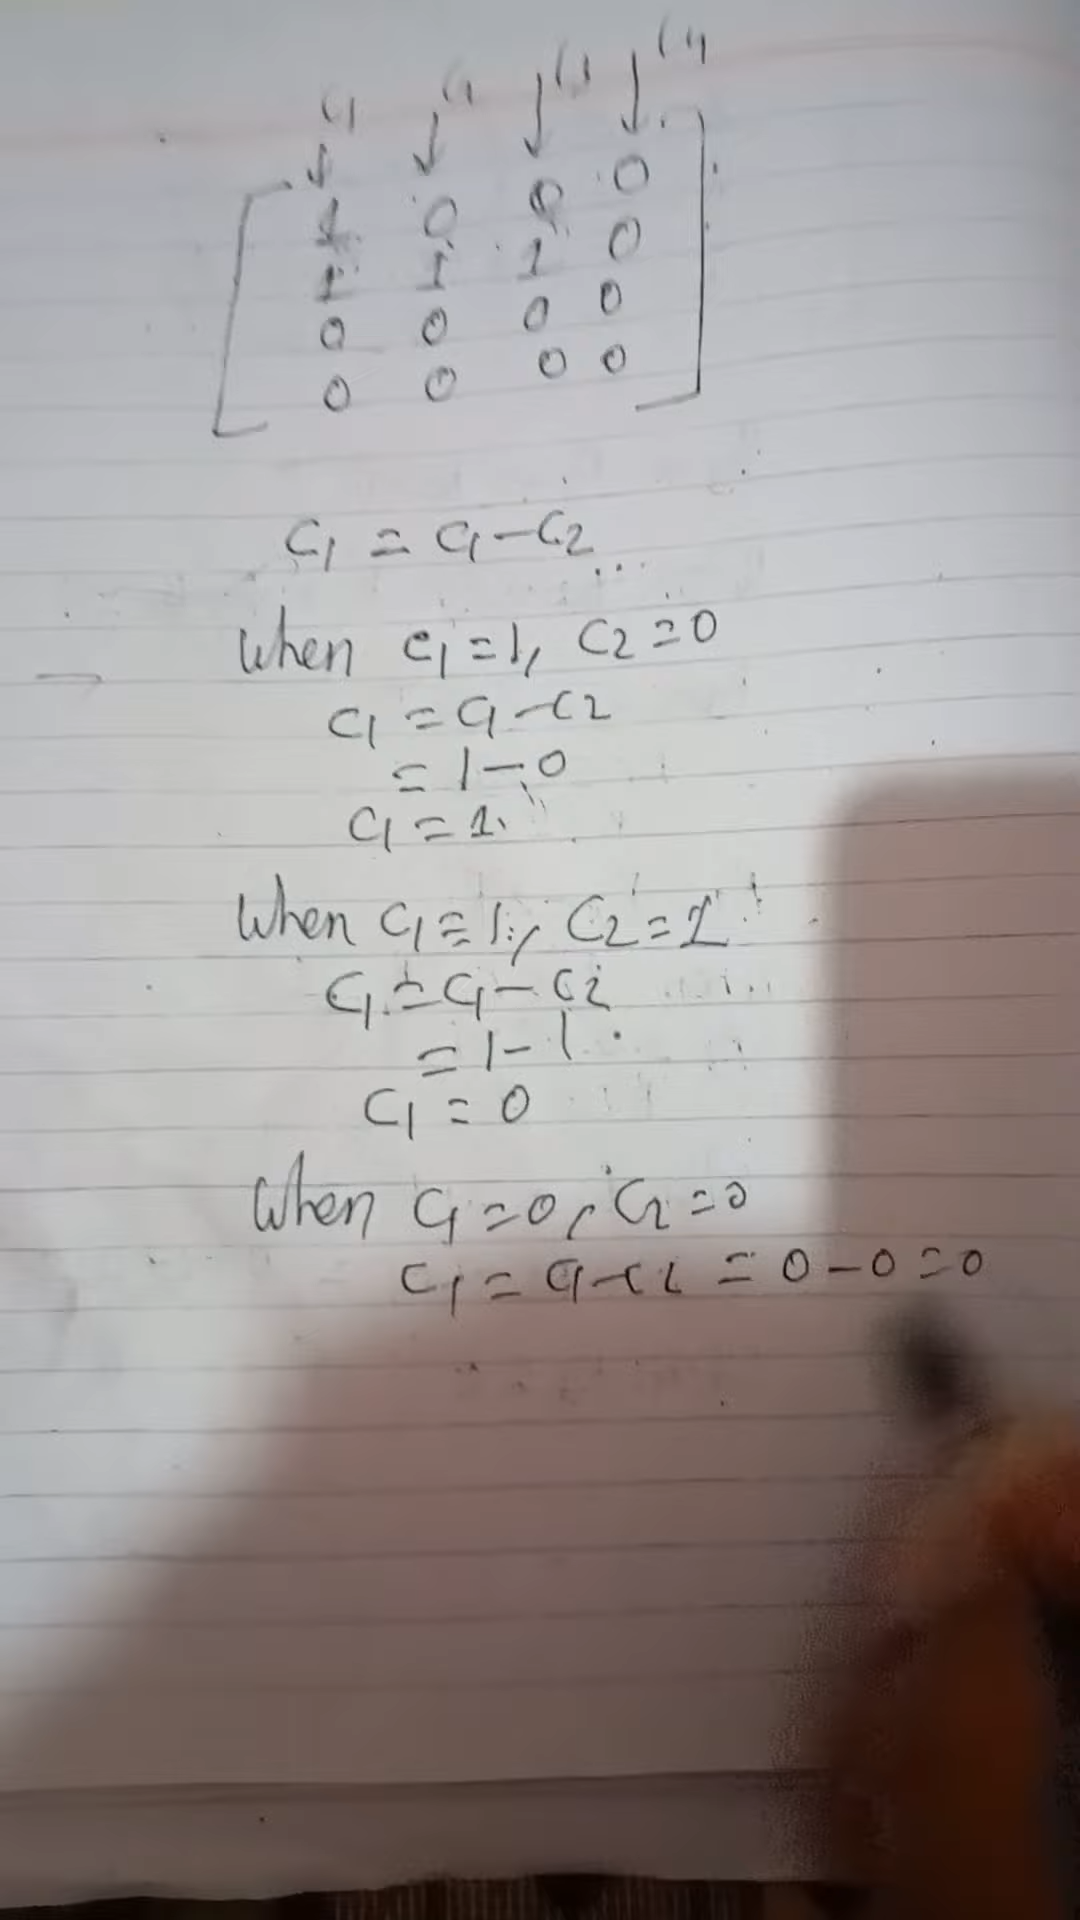 C1 C1 C3 C4
1 0 0 0
1 1 1 0
0 0 0 0
0 0 0 0
C1 = C1 - C2
When C1 = 1, C2 = 0
C1 = C1 - C2
= 1 - 0
C1 = 1.
When C1 = 1, C2 = 1
C1 = C1 - C2
= 1 - 1
C1 = 0
When C1 = 0, C2 = 0
C1 = C1 - C2 = 0 - 0 = 0